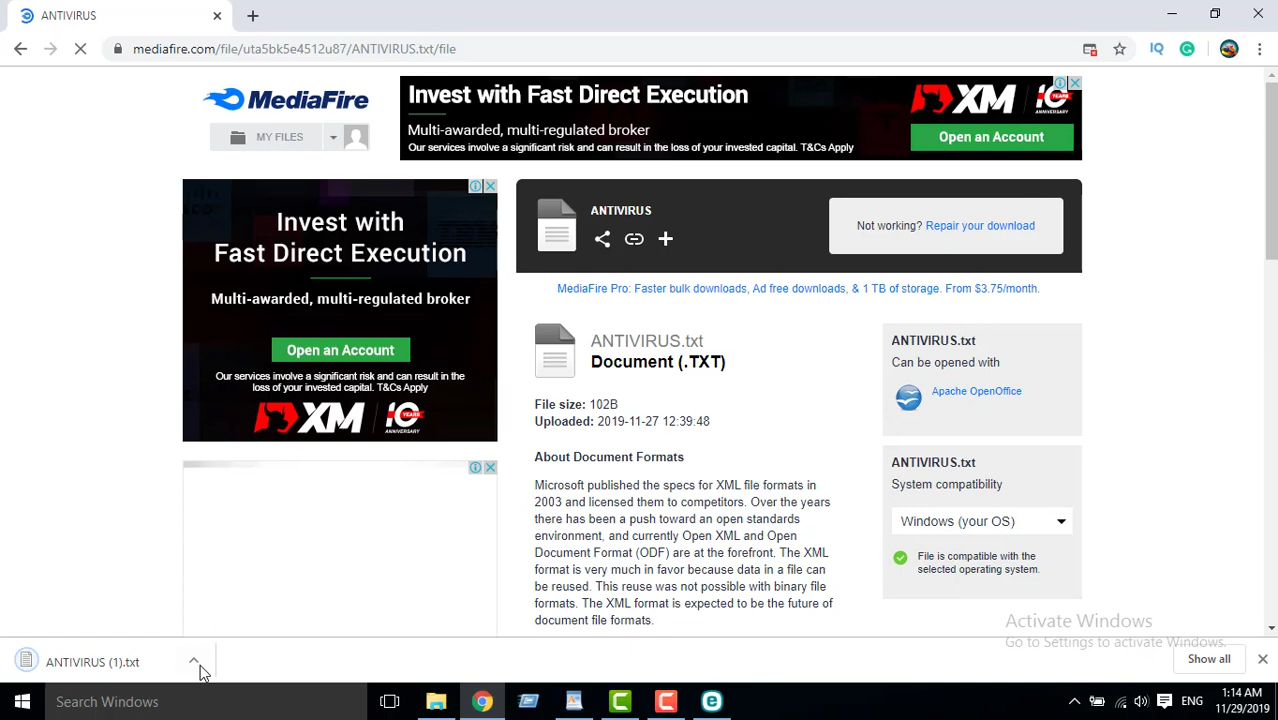 ANTIVIRUS
mediafire.com/file/uta5bk5e4512u87/ANTIVIRUS.txt/file
IQ
MediaFire
MY FILES
Invest with Fast Direct Execution
Multi-awarded, multi-regulated broker
Our services involve a significant risk and can result in the loss of your invested capital. T&Cs Apply
XM
10
YEARS
ANNIVERSARY
Open an Account
Invest with
Fast Direct Execution
Multi-awarded, multi-regulated broker
Open an Account
Our services involve a significant risk and can result in the
loss of your invested capital. T&Cs Apply
XM
10
YEARS
ANNIVERSARY
ANTIVIRUS
Not working? Repair your download
MediaFire Pro: Faster bulk downloads, Ad free downloads, & 1 TB of storage. From $3.75/month.
ANTIVIRUS.txt
Document (.TXT)
File size: 102B
Uploaded: 2019-11-27 12:39:48
About Document Formats
Microsoft published the specs for XML file formats in
2003 and licensed them to competitors. Over the years
there has been a push toward an open standards
environment, and currently Open XML and Open
Document Format (ODF) are at the forefront. The XML
format is very much in favor because data in a file can
be reused. This reuse was not possible with binary file
formats. The XML format is expected to be the future of
document file formats.
ANTIVIRUS.txt
Can be opened with
Apache OpenOffice
ANTIVIRUS.txt
System compatibility
Windows (your OS)
File is compatible with the
selected operating system.
Activate Windows
Go to Settings to activate Windows.
ANTIVIRUS (1).txt
Show all
Search Windows
ENG
1:14 AM
11/29/2019